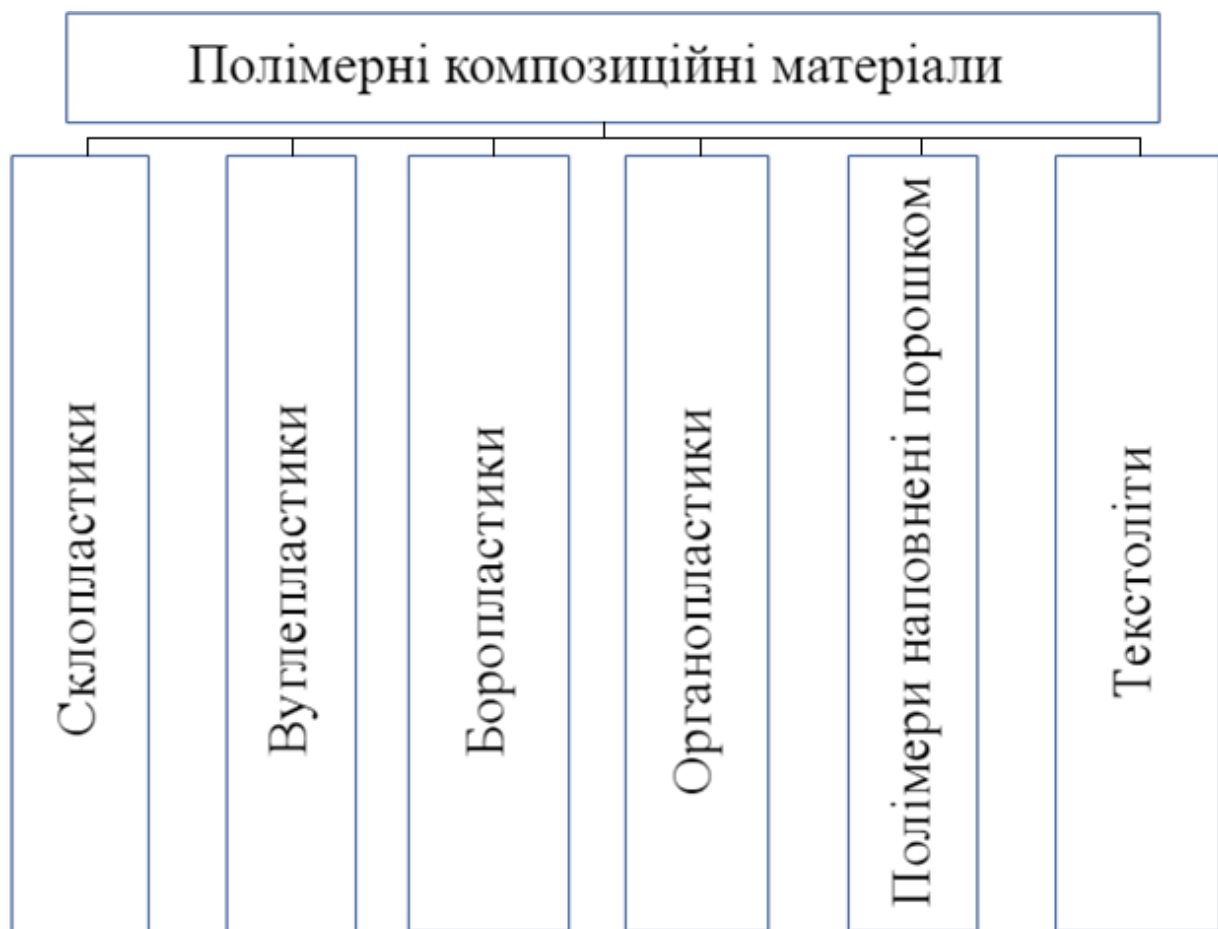 Полімерні композиційні матеріали
Склопластики
Вуглепластики
Боропластики
Органопластики
Полімери наповнені порошком
Текстоліти